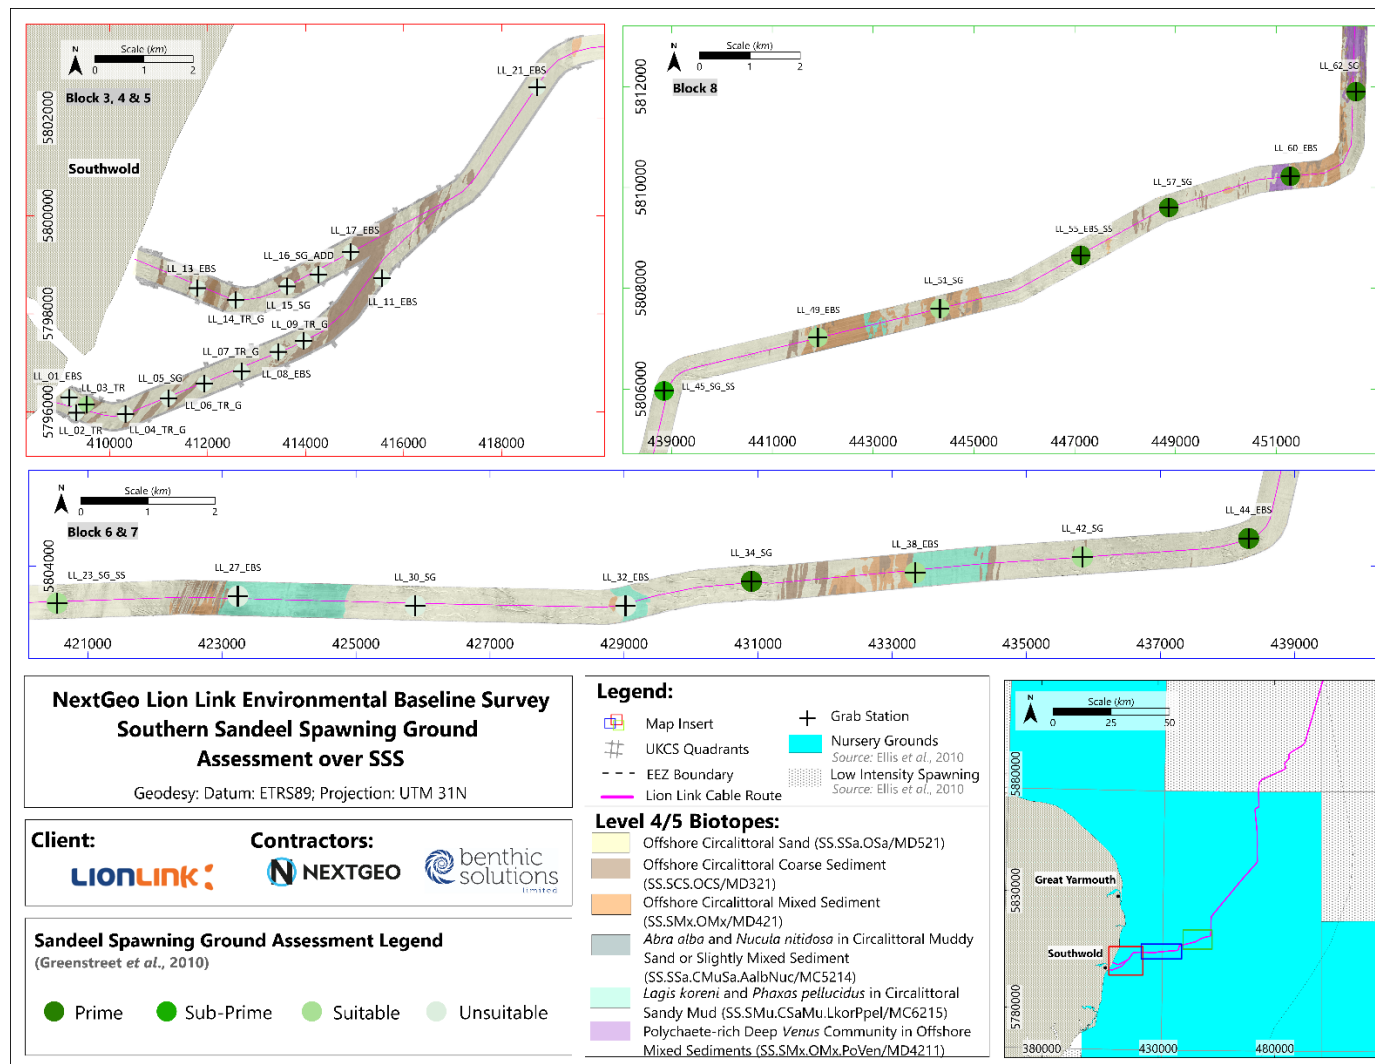 N
Scale (km)
0 1 2
Block 3, 4 & 5
Southwold
5802000
5800000
5798000
5796000
410000
412000
414000
416000
418000
LL_21_EBS
LL_17_EBS
LL_16_SG_ADD
LL_13_EBS
LL_15_SG
LL_14_TR_G
LL_11_EBS
LL_09_TR_G
LL_07_TR_G
LL_08_EBS
LL_05_SG
LL_06_TR_G
LL_01_EBS
LL_03_TR
LL_02_TR
LL_04_TR_G
N
Scale (km)
0 1 2
Block 8
5812000
5810000
5808000
5806000
439000
441000
443000
445000
447000
449000
451000
LL_62_SG
LL_60_EBS
LL_57_SG
LL_55_EBS_SS
LL_51_SG
LL_49_EBS
LL_45_SG_SS
N
Scale (km)
0 1 2
Block 6 & 7
5804000
421000
423000
425000
427000
429000
431000
433000
435000
437000
439000
LL_23_SG_SS
LL_27_EBS
LL_30_SG
LL_32_EBS
LL_34_SG
LL_38_EBS
LL_42_SG
LL_44_EBS
NextGeo Lion Link Environmental Baseline Survey
Southern Sandeel Spawning Ground
Assessment over SSS
Geodesy: Datum: ETRS89; Projection: UTM 31N
Client:
LIONLINK
Contractors:
NEXTGEO
benthic
solutions
limited
Sandeel Spawning Ground Assessment Legend
(Greenstreet et al., 2010)
Prime
Sub-Prime
Suitable
Unsuitable
Legend:
Map Insert
UKCS Quadrants
EEZ Boundary
Lion Link Cable Route
Grab Station
Nursery Grounds
Source: Ellis et al., 2010
Low Intensity Spawning
Source: Ellis et al., 2010
Level 4/5 Biotopes:
Offshore Circalittoral Sand (SS.SSa.OSa/MD521)
Offshore Circalittoral Coarse Sediment
(SS.SCS.OCS/MD321)
Offshore Circalittoral Mixed Sediment
(SS.SMx.OMx/MD421)
Abra alba and Nucula nitidosa in Circalittoral Muddy
Sand or Slightly Mixed Sediment
(SS.SSa.CMuSa.AalbNuc/MC5214)
Lagis koreni and Phaxas pellucidus in Circalittoral
Sandy Mud (SS.SMu.CSaMu.LkorPpel/MC6215)
Polychaete-rich Deep Venus Community in Offshore
Mixed Sediments (SS.SMx.OMx.PoVen/MD4211)
N
Scale (km)
0 25 50
Great Yarmouth
Southwold
5880000
5830000
5780000
380000
430000
480000